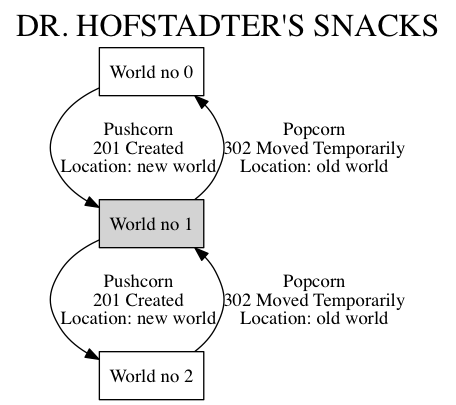 DR. HOFSTADTER'S SNACKS
World no 0
Pushcorn
201 Created
Location: new world
Popcorn
302 Moved Temporarily
Location: old world
World no 1
Pushcorn
201 Created
Location: new world
Popcorn
302 Moved Temporarily
Location: old world
World no 2